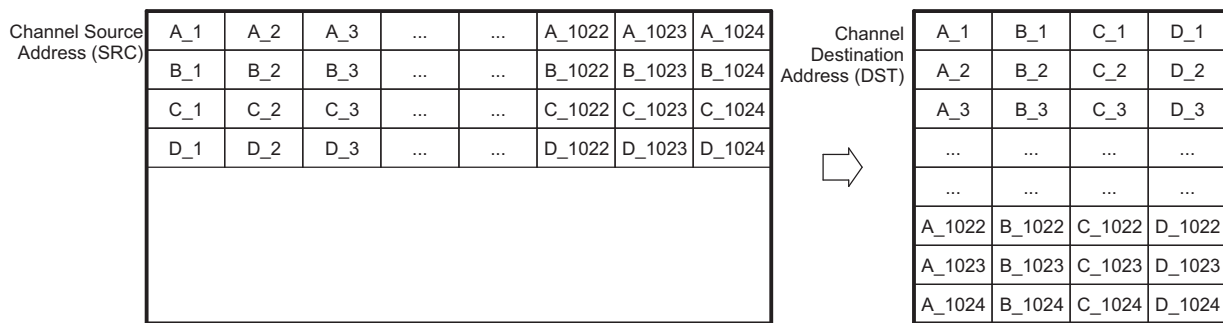 Channel Source
Address (SRC)
A_1 A_2 A_3 ... ... A_1022 A_1023 A_1024
B_1 B_2 B_3 ... ... B_1022 B_1023 B_1024
C_1 C_2 C_3 ... ... C_1022 C_1023 C_1024
D_1 D_2 D_3 ... ... D_1022 D_1023 D_1024
Channel
Destination
Address (DST)
A_1 B_1 C_1 D_1
A_2 B_2 C_2 D_2
A_3 B_3 C_3 D_3
... ... ... ...
... ... ... ...
A_1022 B_1022 C_1022 D_1022
A_1023 B_1023 C_1023 D_1023
A_1024 B_1024 C_1024 D_1024